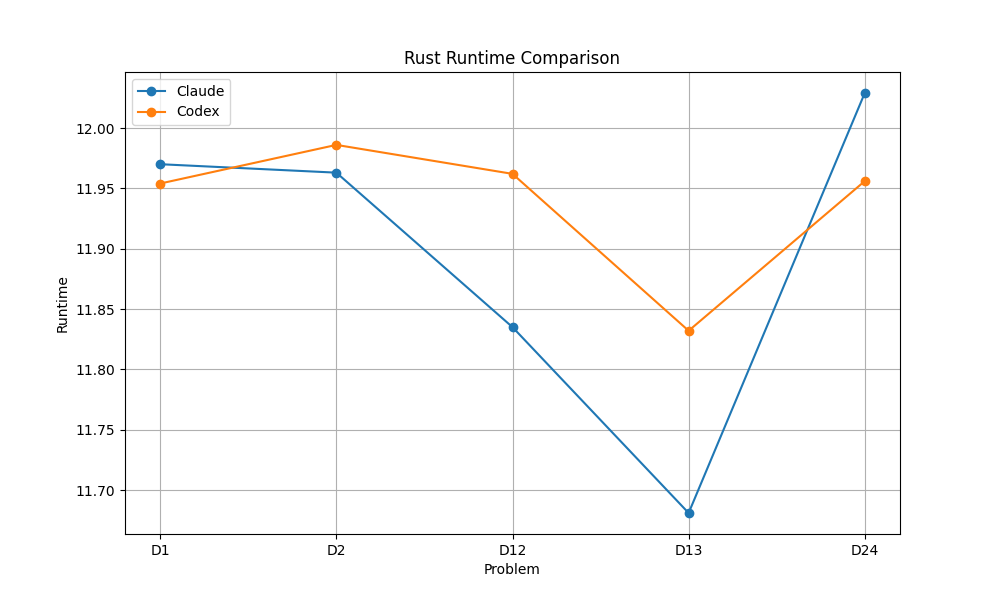 Rust Runtime Comparison
Claude
Codex
12.00
11.95
11.90
11.85
11.80
11.75
11.70
Runtime
D1 D2 D12 D13 D24
Problem